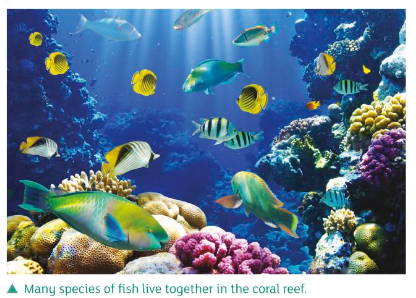 ▲ Many species of fish live together in the coral reef.